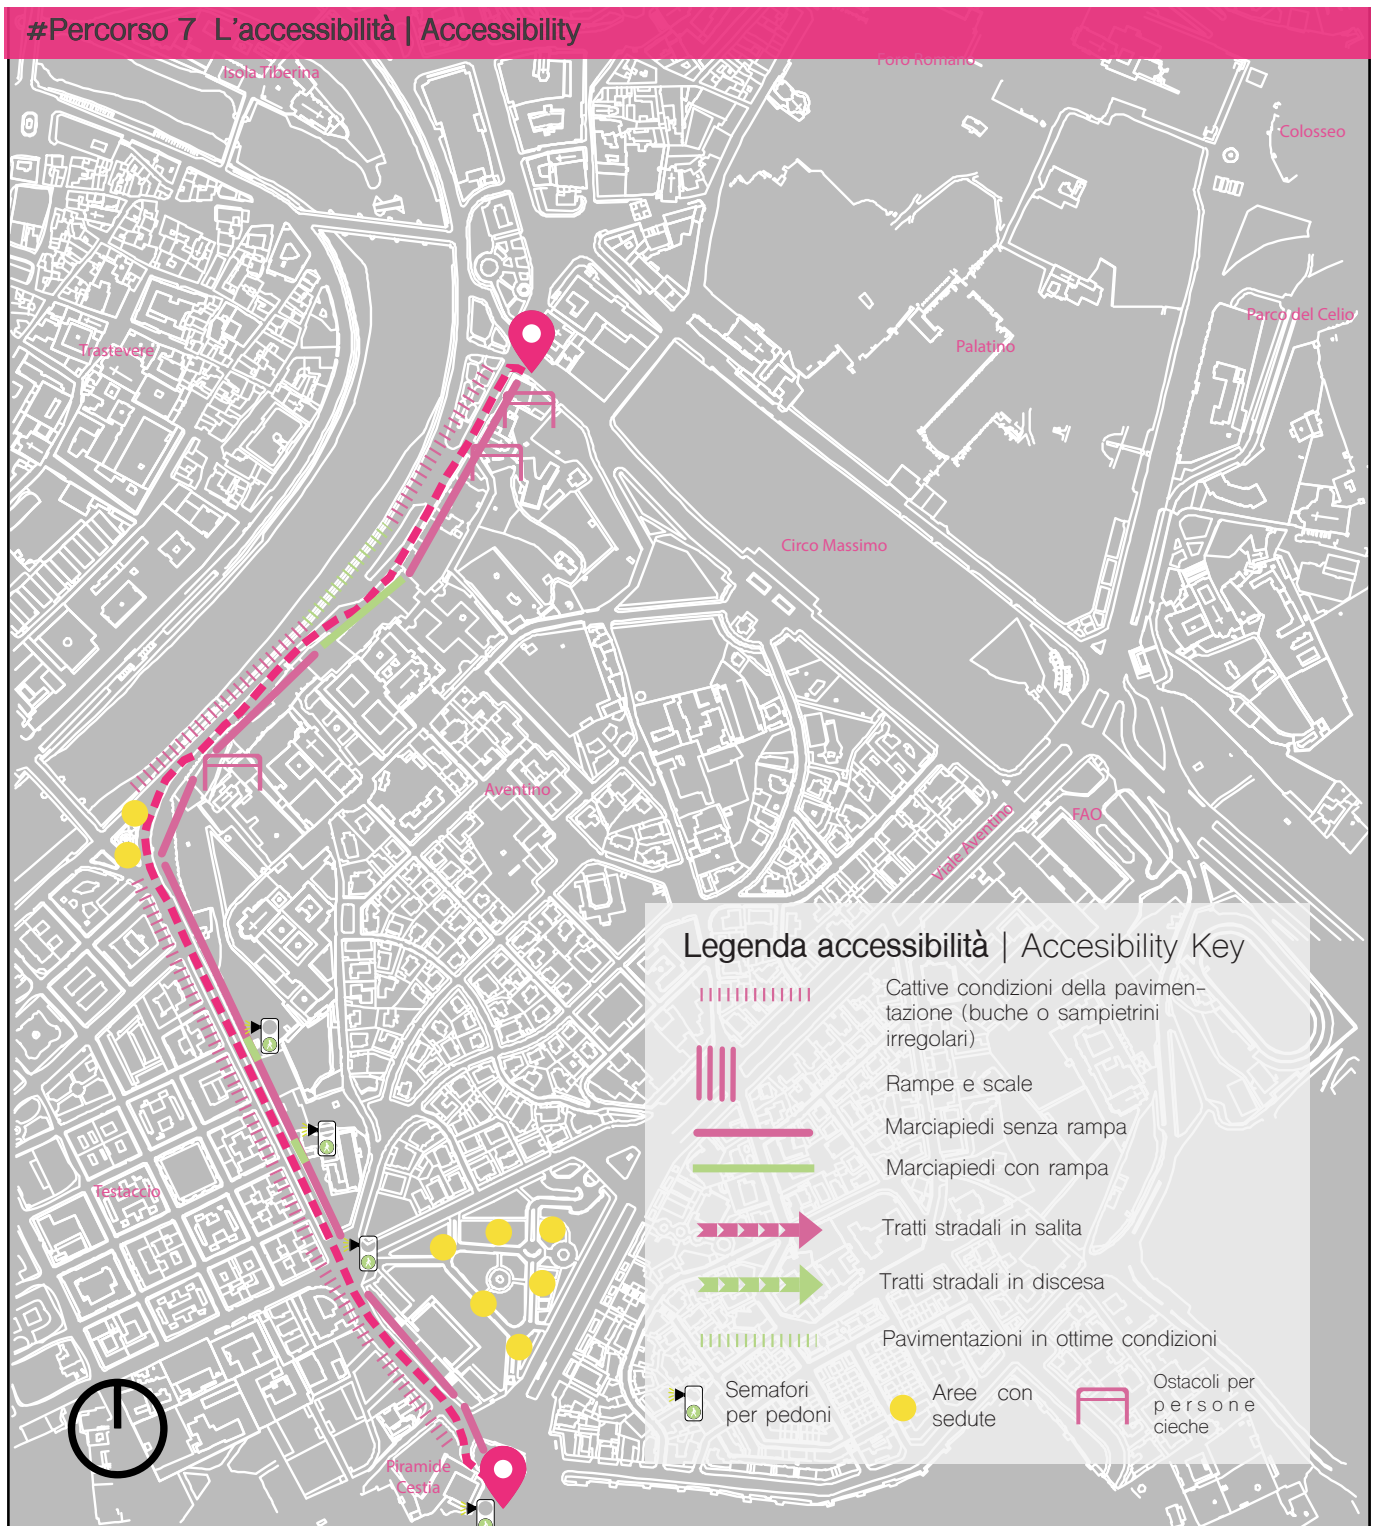 #Percorso 7 L'accessibilità | Accessibility
Isola Tiberina
Foro Romano
Colosseo
Parco del Celio
Trastevere
Palatino
Circo Massimo
Aventino
Viale Aventino
FAO
Testaccio
Piramide
Cestia
Legenda accessibilità | Accesibility Key
Cattive condizioni della pavimen-
tazione (buche o sampietrini
irregolari)
Rampe e scale
Marciapiedi senza rampa
Marciapiedi con rampa
Tratti stradali in salita
Tratti stradali in discesa
Pavimentazioni in ottime condizioni
Semafori
per pedoni
Aree con
sedute
Ostacoli per
persone
cieche